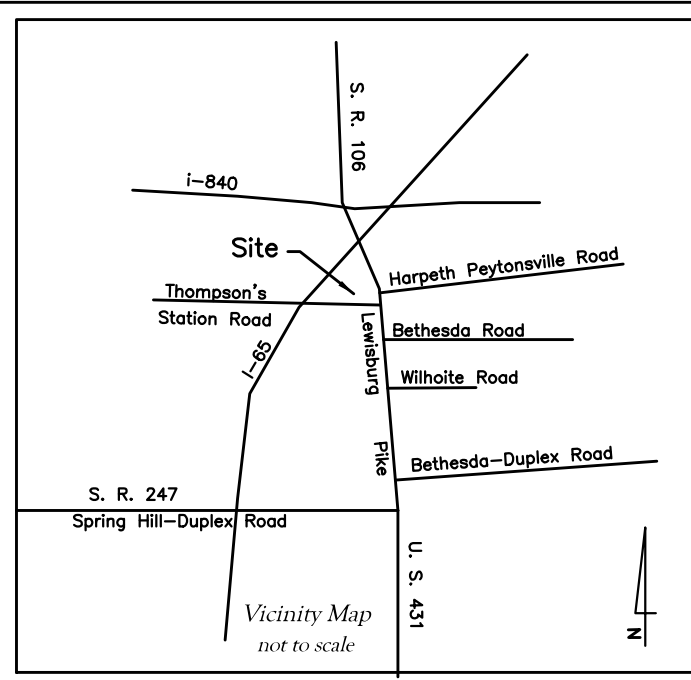 S. R. 106
i-840
Site
Harpeth Peytonsville Road
Thompson's
Station Road
Lewisburg
Bethesda Road
I-65
Wilhoite Road
Pike
Bethesda-Duplex Road
S. R. 247
Spring Hill-Duplex Road
U. S. 431
Vicinity Map
not to scale
N